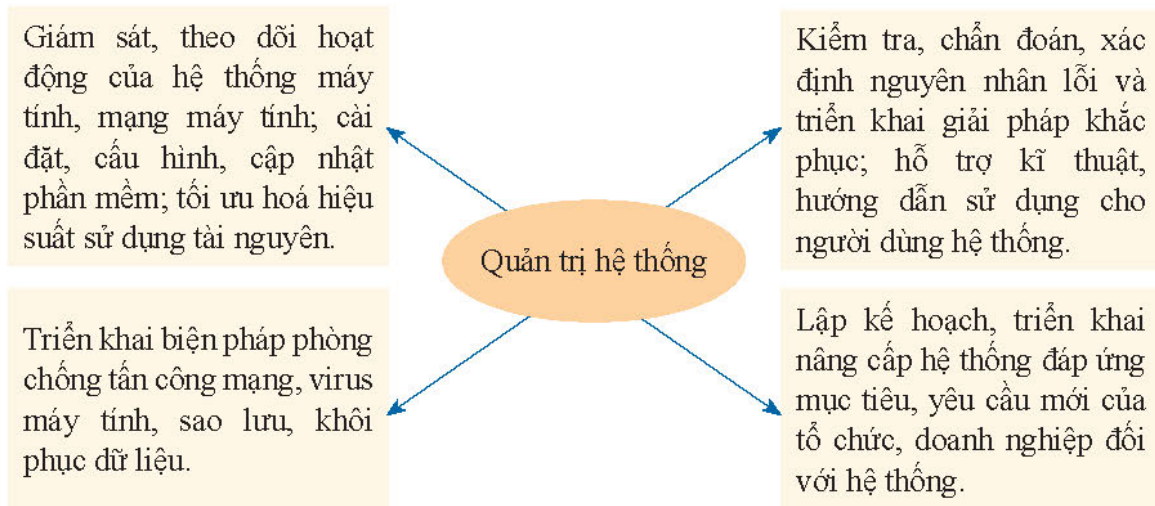 Giám sát, theo dõi hoạt
động của hệ thống máy
tính, mạng máy tính; cài
đặt, cấu hình, cập nhật
phần mềm; tối ưu hoá hiệu
suất sử dụng tài nguyên.
Kiểm tra, chẩn đoán, xác
định nguyên nhân lỗi và
triển khai giải pháp khắc
phục; hỗ trợ kĩ thuật,
hướng dẫn sử dụng cho
người dùng hệ thống.
Quản trị hệ thống
Triển khai biện pháp phòng
chống tấn công mạng, virus
máy tính, sao lưu, khôi
phục dữ liệu.
Lập kế hoạch, triển khai
nâng cấp hệ thống đáp ứng
mục tiêu, yêu cầu mới của
tổ chức, doanh nghiệp đối
với hệ thống.